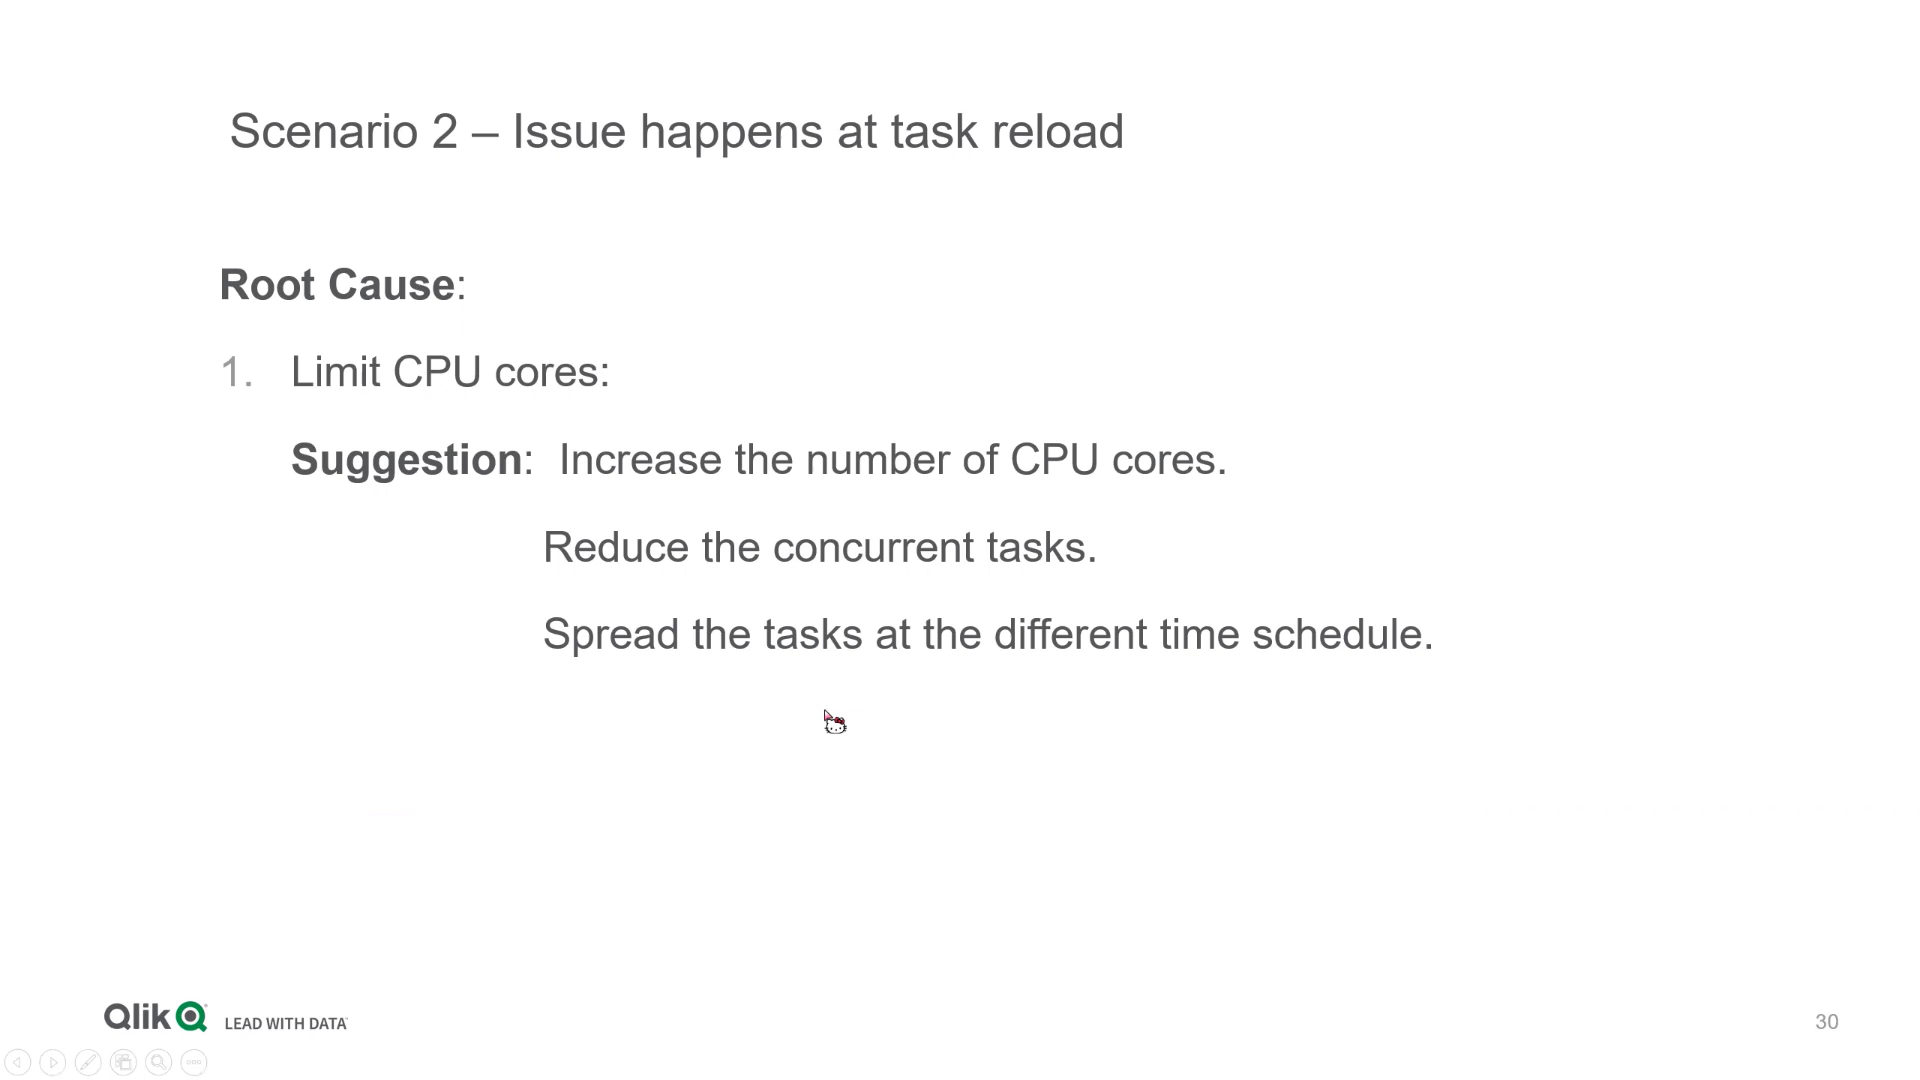 Scenario 2 – Issue happens at task reload
Root Cause:
1. Limit CPU cores:
Suggestion: Increase the number of CPU cores.
Reduce the concurrent tasks.
Spread the tasks at the different time schedule.
Qlik LEAD WITH DATA
30